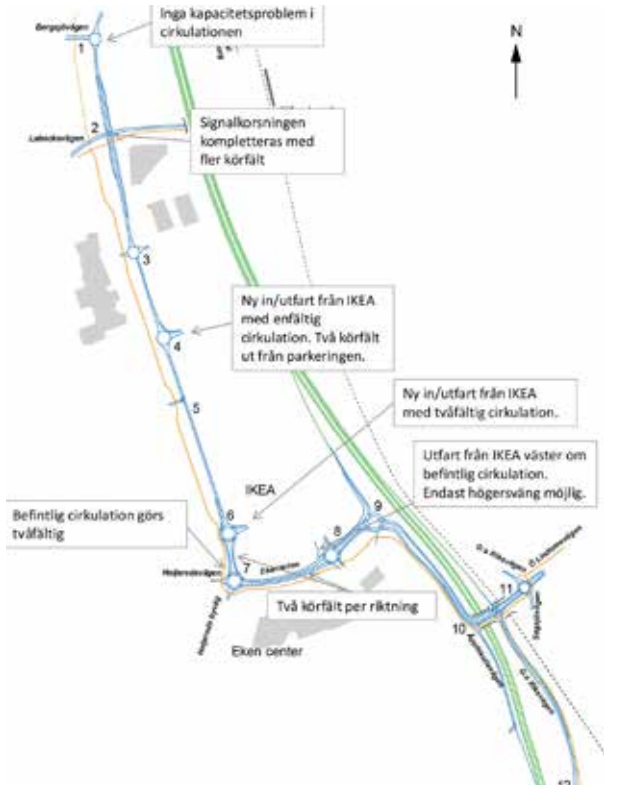 Inga kapacitetsproblem i
cirkulationen
Bergsjövägen
1
N
Signalkorsningen
kompletteras med
fler körfält
2
3
Ny in/utfart från IKEA
med enfältig
cirkulation. Två körfält
ut från parkeringen.
4
5
Ny in/utfart från IKEA
med tvåfältig cirkulation.
Utfart från IKEA väster om
befintlig cirkulation.
Endast högersväng möjlig.
IKEA
Befintlig cirkulation görs
tvåfältig
6
9
8
7
Två körfält per riktning
Eken center
G:a Riksvägen
11
10
G:a Riksvägen
12